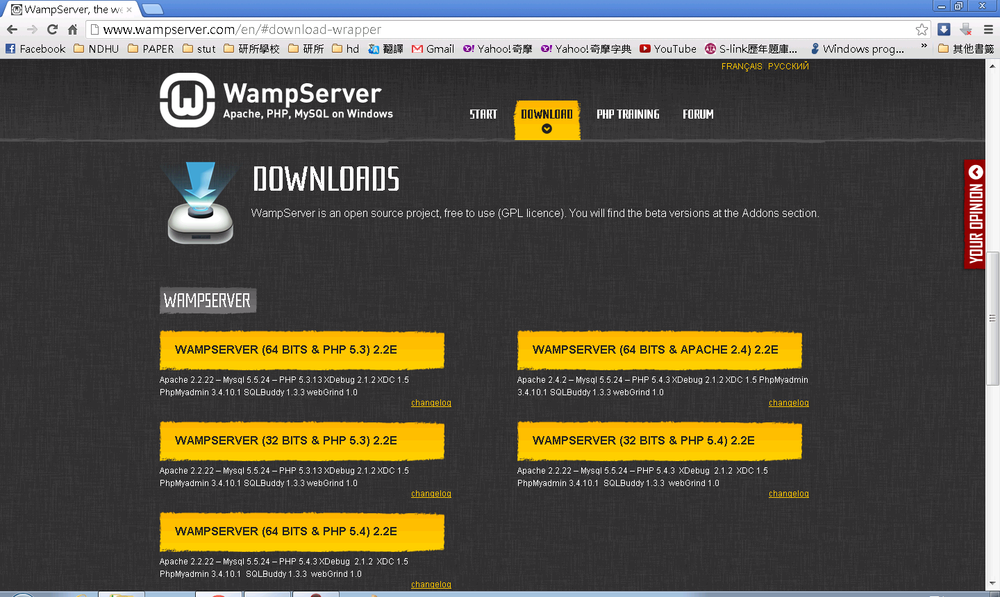 WampServer, the we
www.wampserver.com/en/#download-wrapper
Facebook NDHU PAPER stut 研所學校 研所 hd 翻譯 Gmail Yahoo!奇摩 Yahoo!奇摩字典 YouTube S-link歷年題庫... Windows prog... » 其他書籤
FRANÇAIS РУССКИЙ
WampServer
Apache, PHP, MySQL on Windows
START DOWNLOAD PHP TRAINING FORUM
DOWNLOADS
WampServer is an open source project, free to use (GPL licence). You will find the beta versions at the Addons section.
YOUR OPINION
WAMPSERVER
WAMPSERVER (64 BITS & PHP 5.3) 2.2E
Apache 2.2.22 – Mysql 5.5.24 – PHP 5.3.13 XDebug 2.1.2 XDC 1.5
PhpMyadmin 3.4.10.1 SQLBuddy 1.3.3 webGrind 1.0
changelog
WAMPSERVER (64 BITS & APACHE 2.4) 2.2E
Apache 2.4.2 – Mysql 5.5.24 – PHP 5.4.3 XDebug 2.1.2 XDC 1.5 PhpMyadmin
3.4.10.1 SQLBuddy 1.3.3 webGrind 1.0
changelog
WAMPSERVER (32 BITS & PHP 5.3) 2.2E
Apache 2.2.22 – Mysql 5.5.24 – PHP 5.3.13 XDebug 2.1.2 XDC 1.5
PhpMyadmin 3.4.10.1 SQLBuddy 1.3.3 webGrind 1.0
changelog
WAMPSERVER (32 BITS & PHP 5.4) 2.2E
Apache 2.2.22 – Mysql 5.5.24 – PHP 5.4.3 XDebug 2.1.2 XDC 1.5
PhpMyadmin 3.4.10.1 SQLBuddy 1.3.3 webGrind 1.0
changelog
WAMPSERVER (64 BITS & PHP 5.4) 2.2E
Apache 2.2.22 – Mysql 5.5.24 – PHP 5.4.3 XDebug 2.1.2 XDC 1.5
PhpMyadmin 3.4.10.1 SQLBuddy 1.3.3 webGrind 1.0
changelog